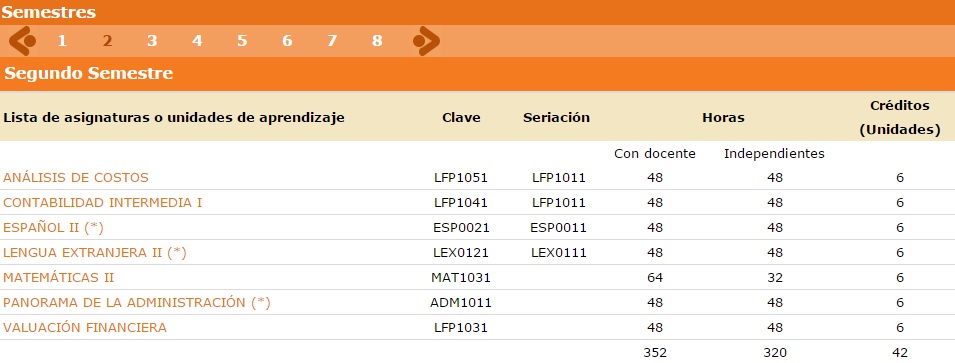 Semestres
1 2 3 4 5 6 7 8
Segundo Semestre
Lista de asignaturas o unidades de aprendizaje Clave Seriación Horas Créditos (Unidades)
Con docente Independientes
ANÁLISIS DE COSTOS LFP1051 LFP1011 48 48 6
CONTABILIDAD INTERMEDIA I LFP1041 LFP1011 48 48 6
ESPAÑOL II (*) ESP0021 ESP0011 48 48 6
LENGUA EXTRANJERA II (*) LEX0121 LEX0111 48 48 6
MATEMÁTICAS II MAT1031 64 32 6
PANORAMA DE LA ADMINISTRACIÓN (*) ADM1011 48 48 6
VALUACIÓN FINANCIERA LFP1031 48 48 6
352 320 42